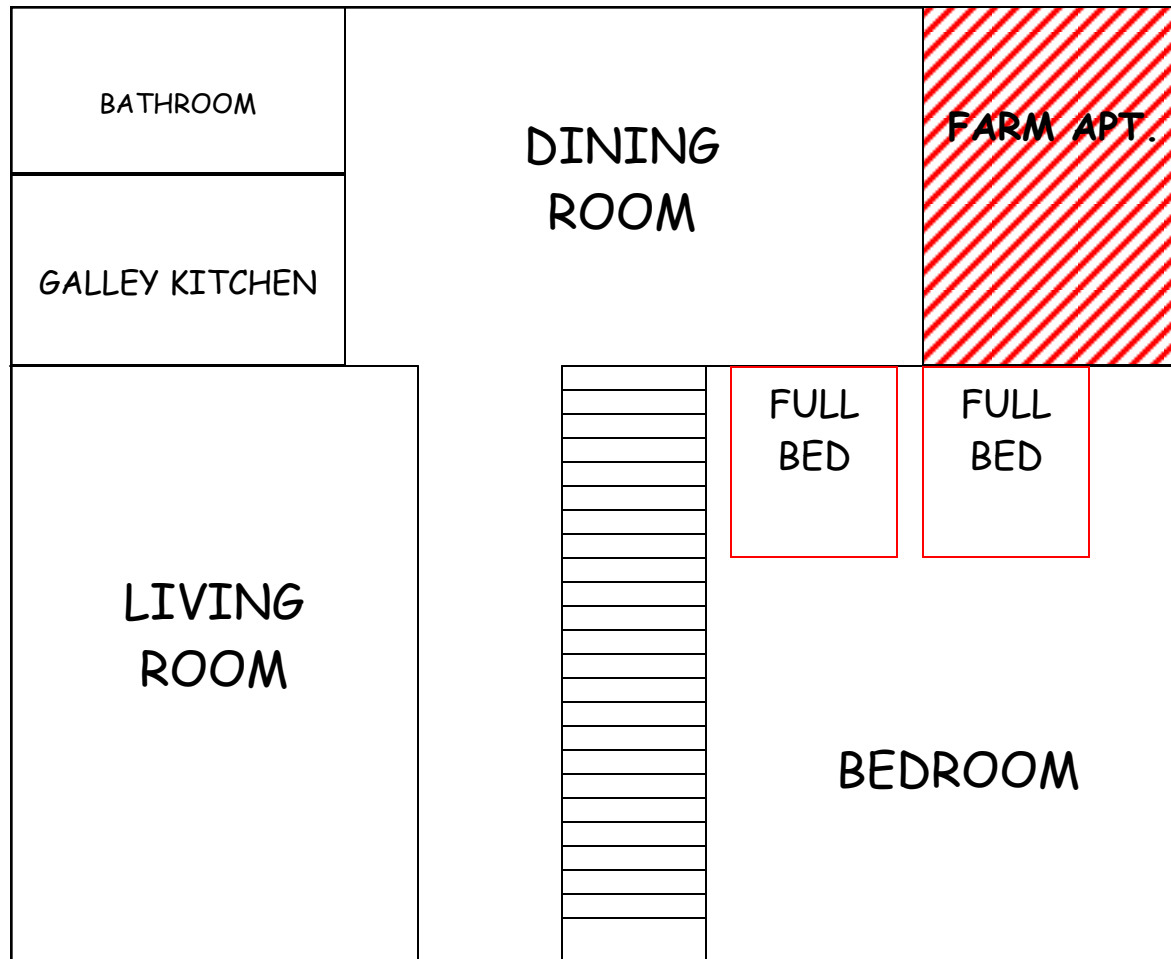 BATHROOM
DINING
ROOM
FARM APT.
GALLEY KITCHEN
FULL
BED
FULL
BED
LIVING
ROOM
BEDROOM